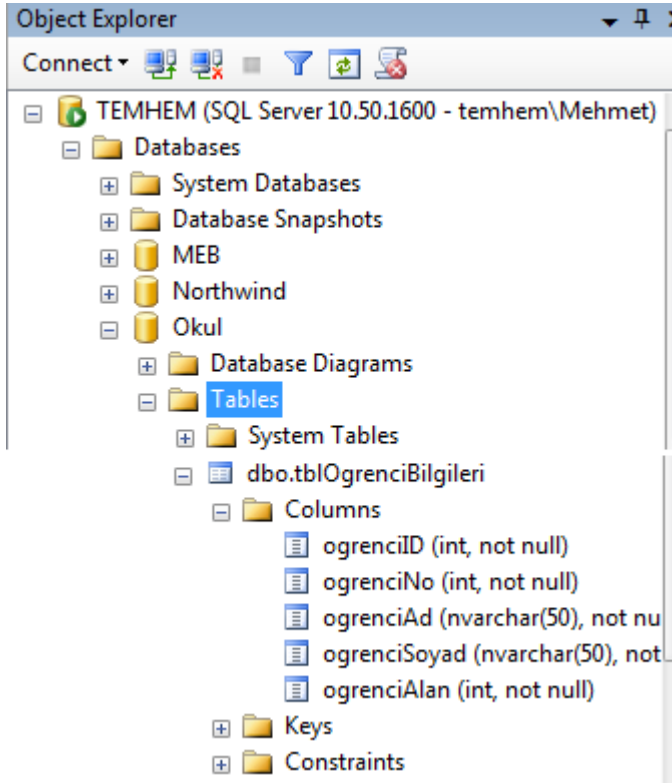 Object Explorer
Connect
TEMHEM (SQL Server 10.50.1600 - temhem\Mehmet)
Databases
System Databases
Database Snapshots
MEB
Northwind
Okul
Database Diagrams
Tables
System Tables
dbo.tblOgrenciBilgileri
Columns
ogrenciID (int, not null)
ogrenciNo (int, not null)
ogrenciAd (nvarchar(50), not nu
ogrenciSoyad (nvarchar(50), not
ogrenciAlan (int, not null)
Keys
Constraints